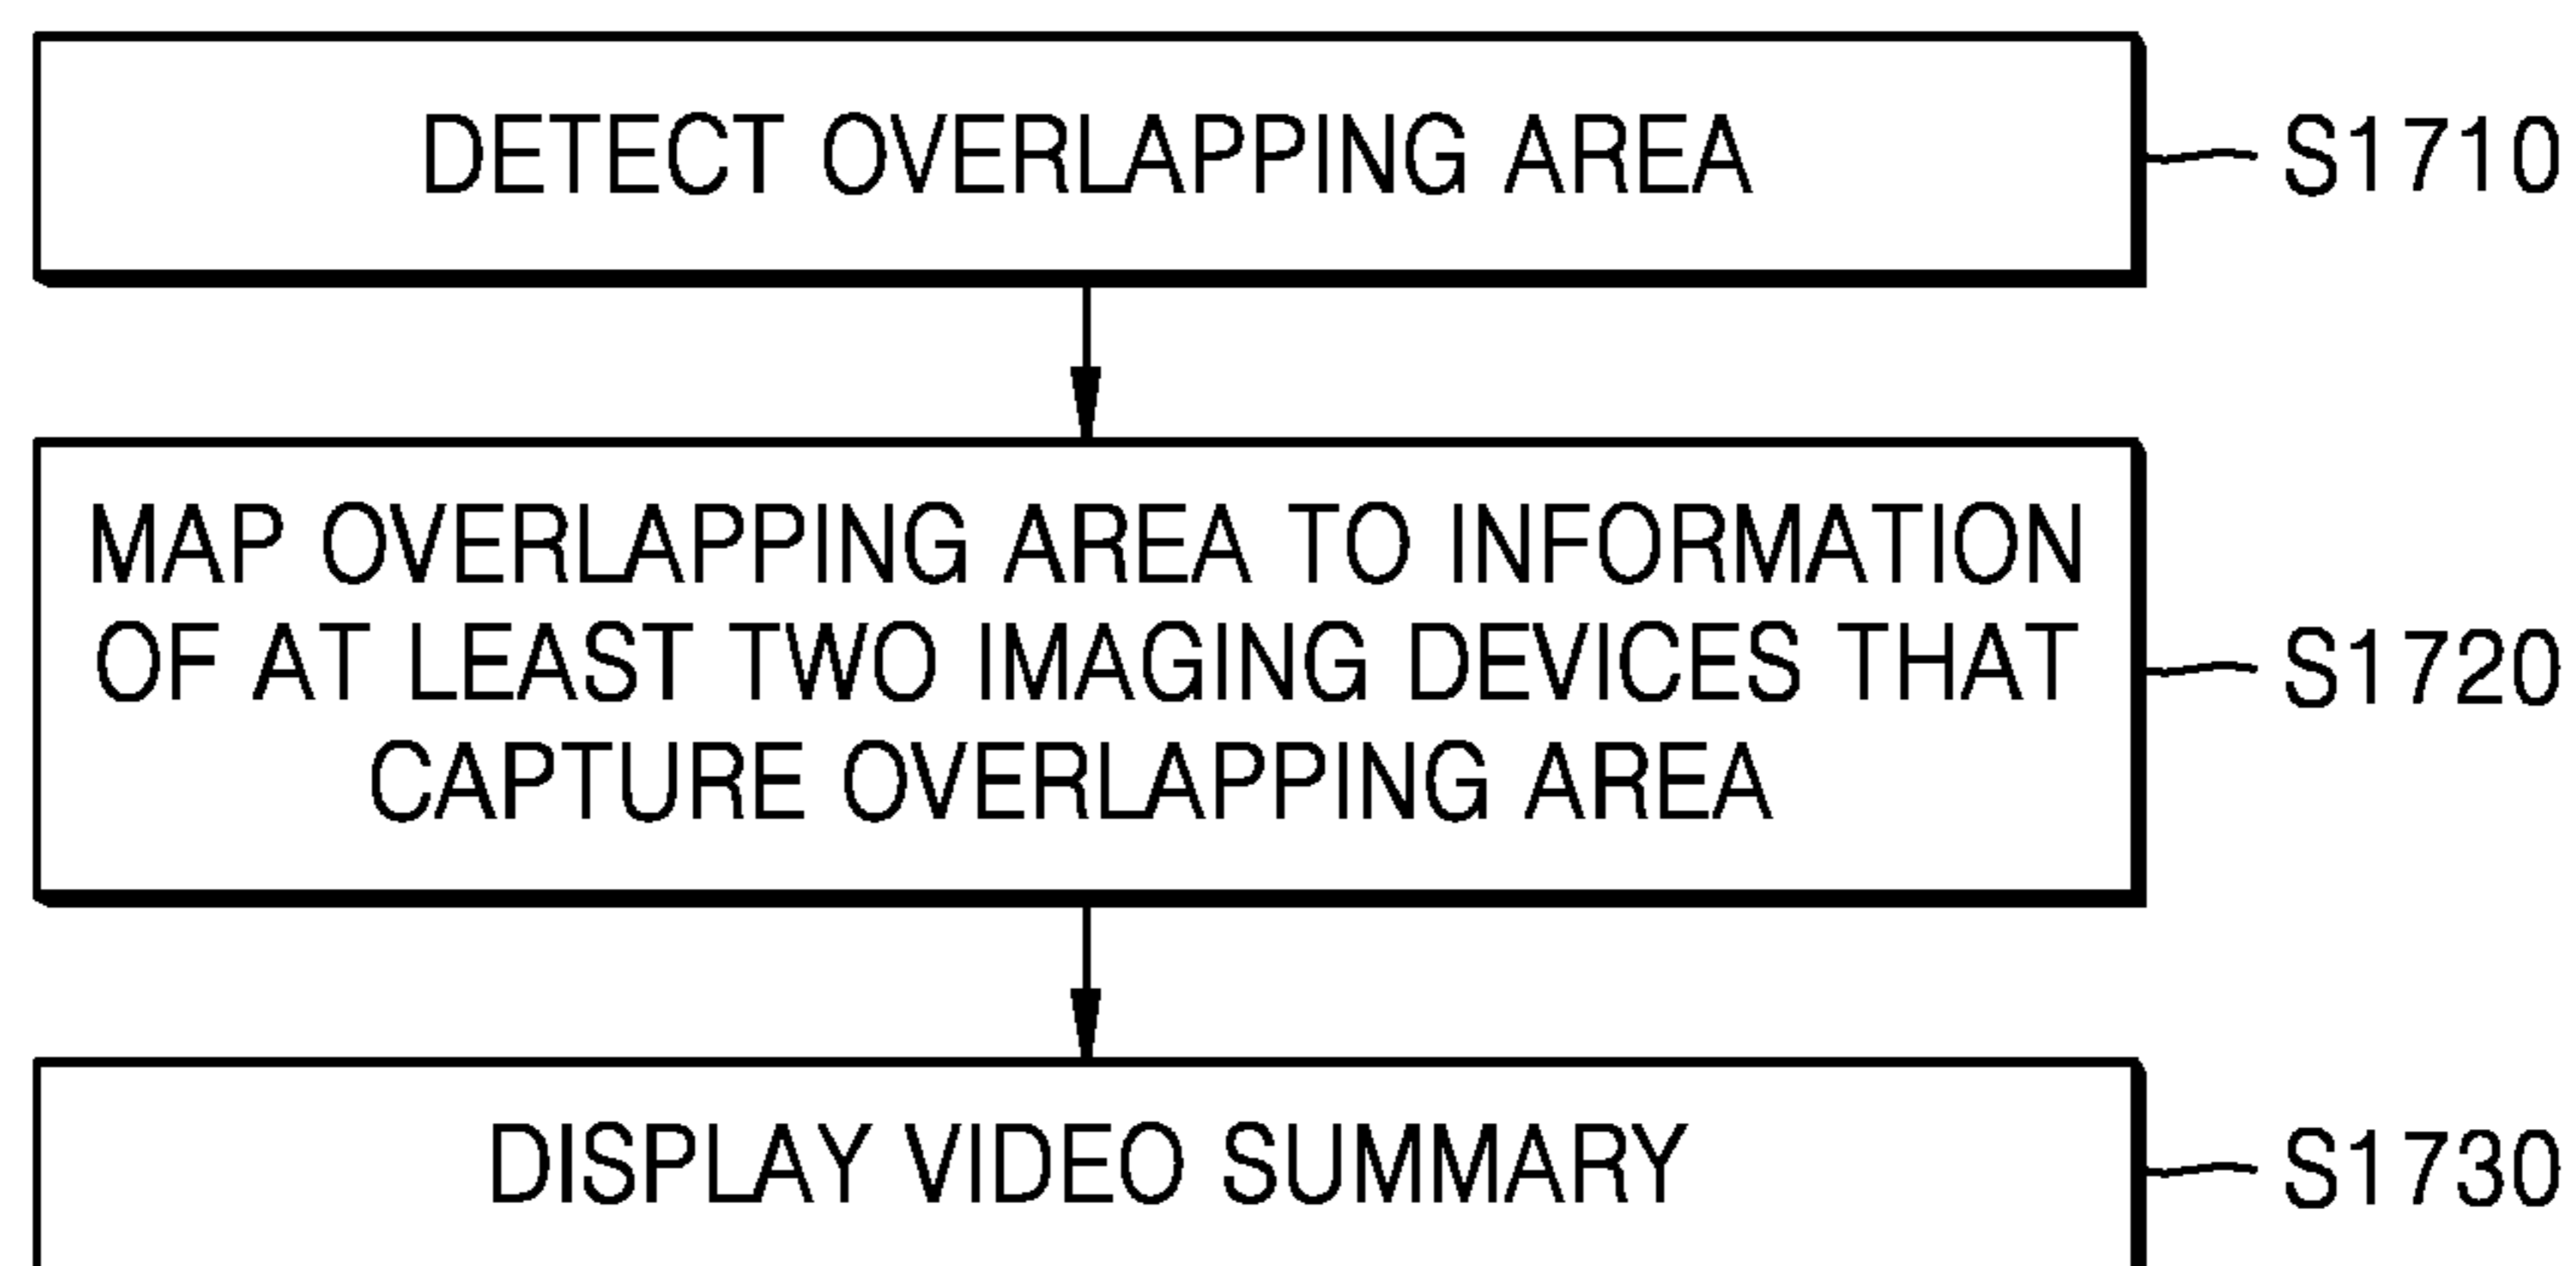 DETECT OVERLAPPING AREA
S1710
MAP OVERLAPPING AREA TO INFORMATION
OF AT LEAST TWO IMAGING DEVICES THAT
CAPTURE OVERLAPPING AREA
S1720
DISPLAY VIDEO SUMMARY
S1730